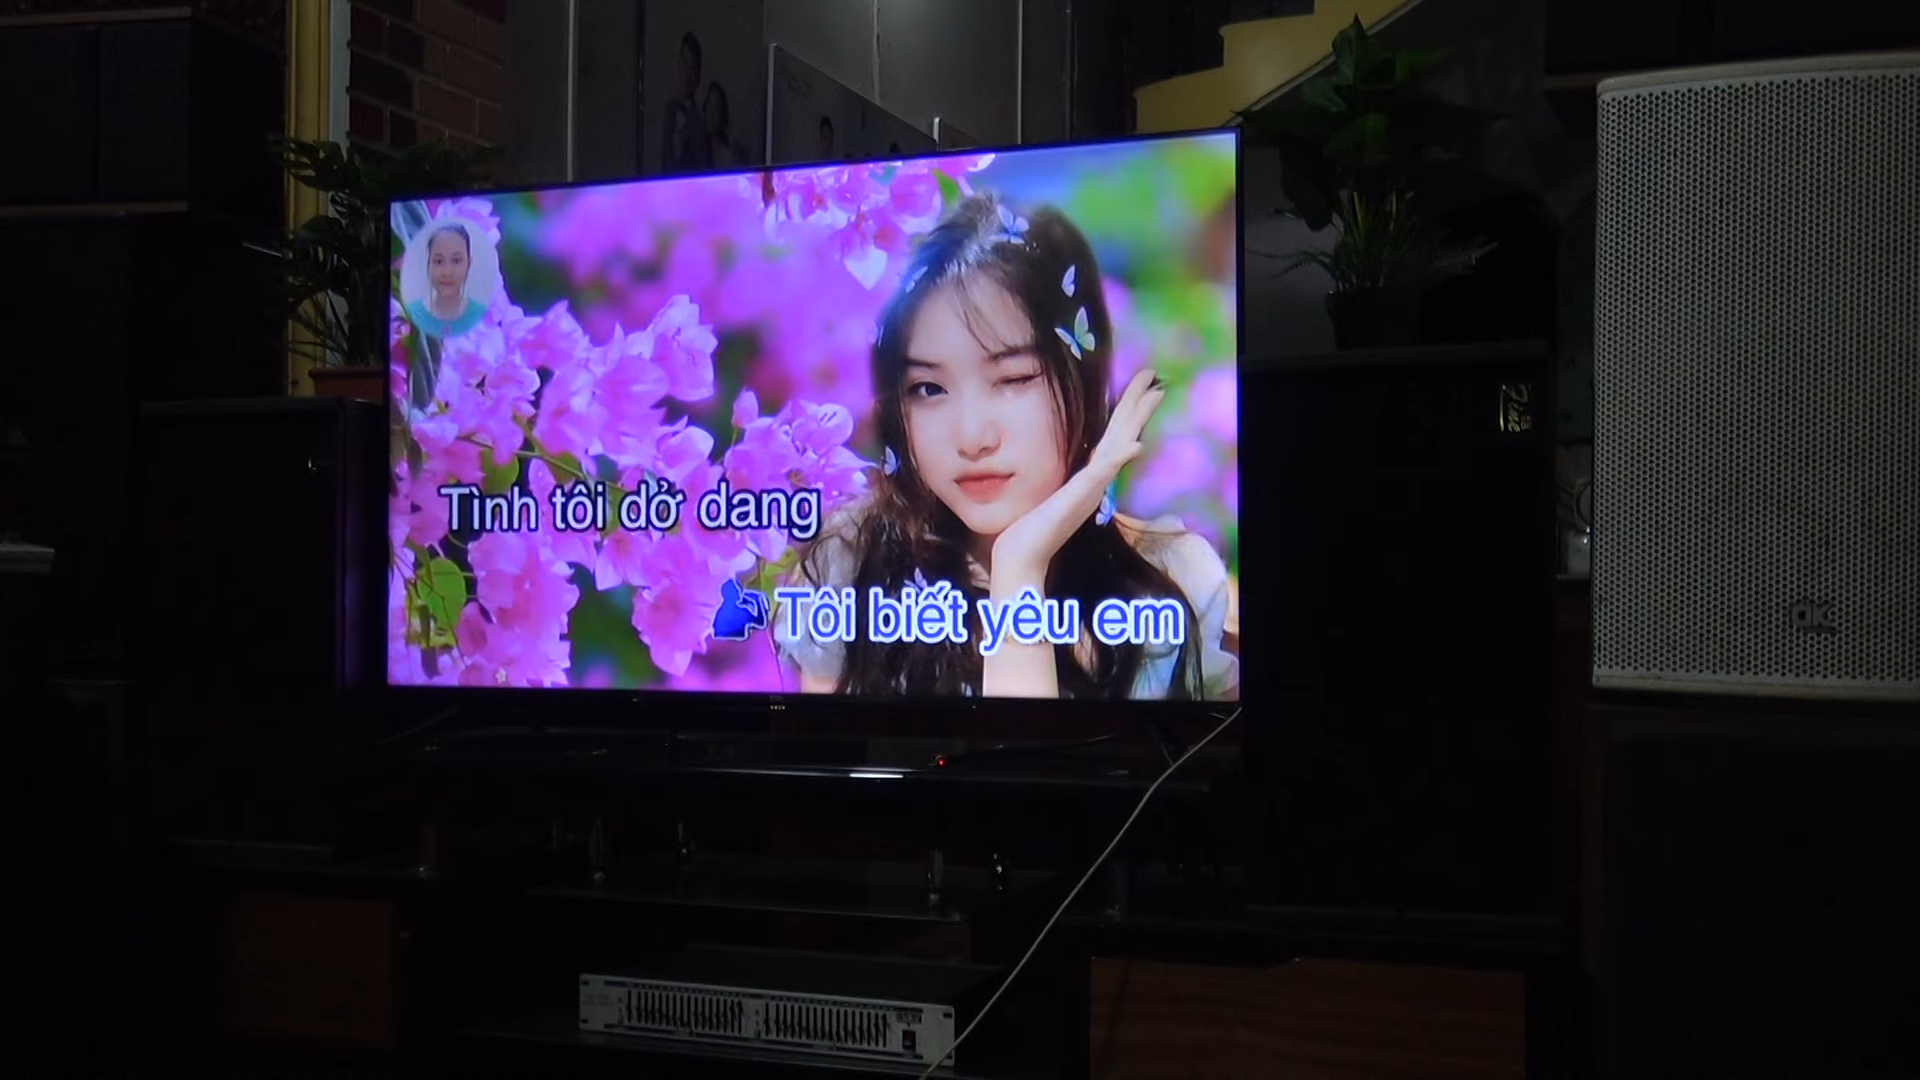 Tình tôi dở dang
Tôi biết yêu em